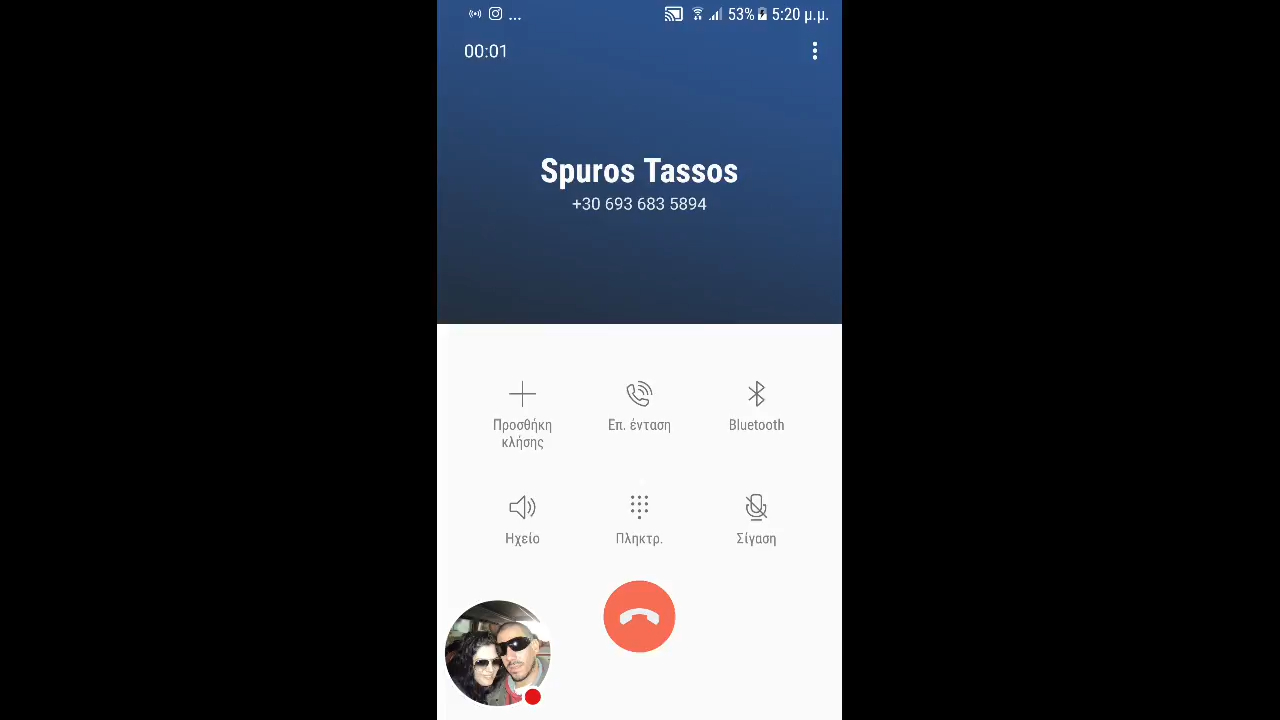 ... 53% 5:20 μ.μ.
00:01
Spuros Tassos
+30 693 683 5894
Προσθήκη κλήσης
Επ. ένταση
Bluetooth
Ηχείο
Πληκτρ.
Σίγαση